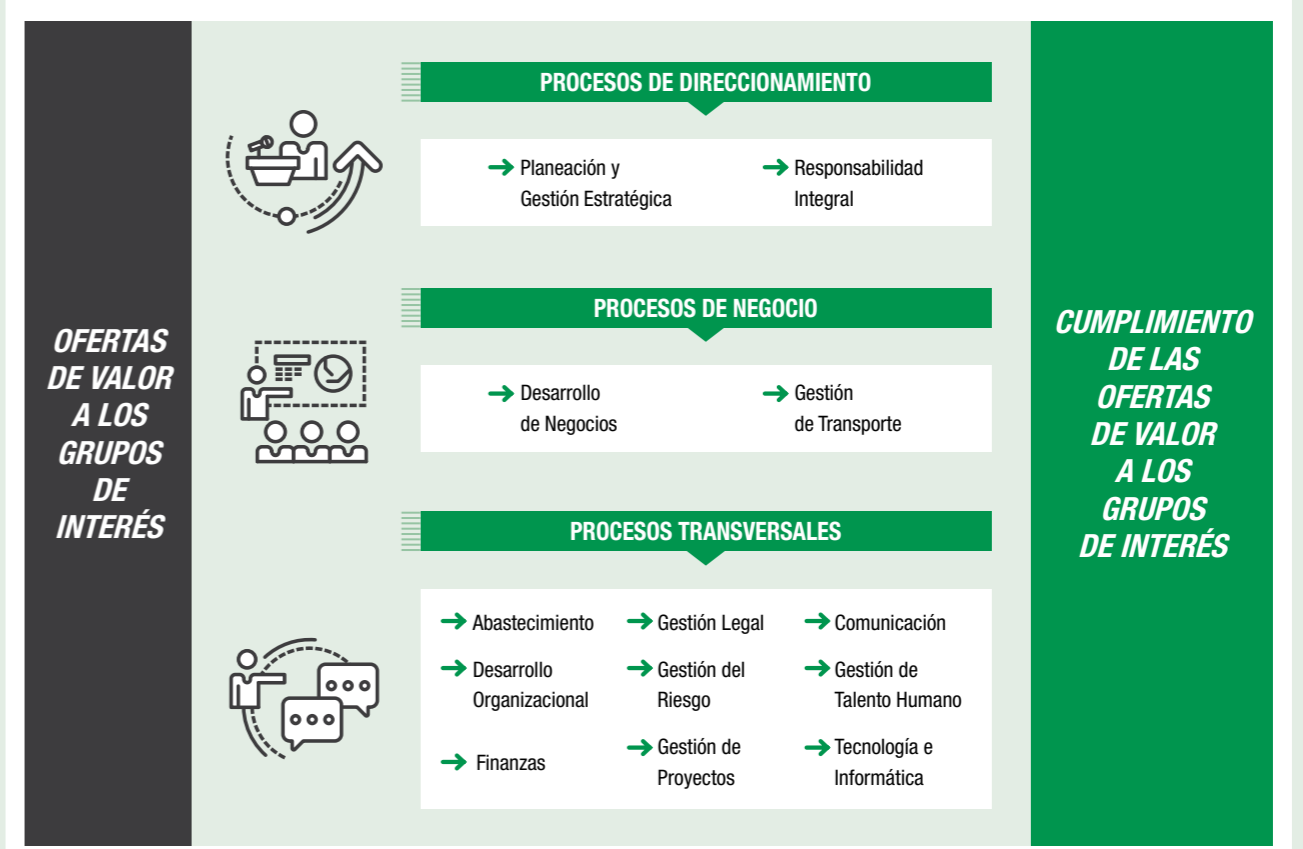 OFERTAS
DE VALOR
A LOS
GRUPOS
DE
INTERÉS
PROCESOS DE DIRECCIONAMIENTO
Planeación y
Gestión Estratégica
Responsabilidad
Integral
PROCESOS DE NEGOCIO
Desarrollo
de Negocios
Gestión
de Transporte
PROCESOS TRANSVERSALES
Abastecimiento
Gestión Legal
Comunicación
Desarrollo
Organizacional
Gestión del
Riesgo
Gestión de
Talento Humano
Finanzas
Gestión de
Proyectos
Tecnología e
Informática
CUMPLIMIENTO
DE LAS
OFERTAS
DE VALOR
A LOS
GRUPOS
DE INTERÉS